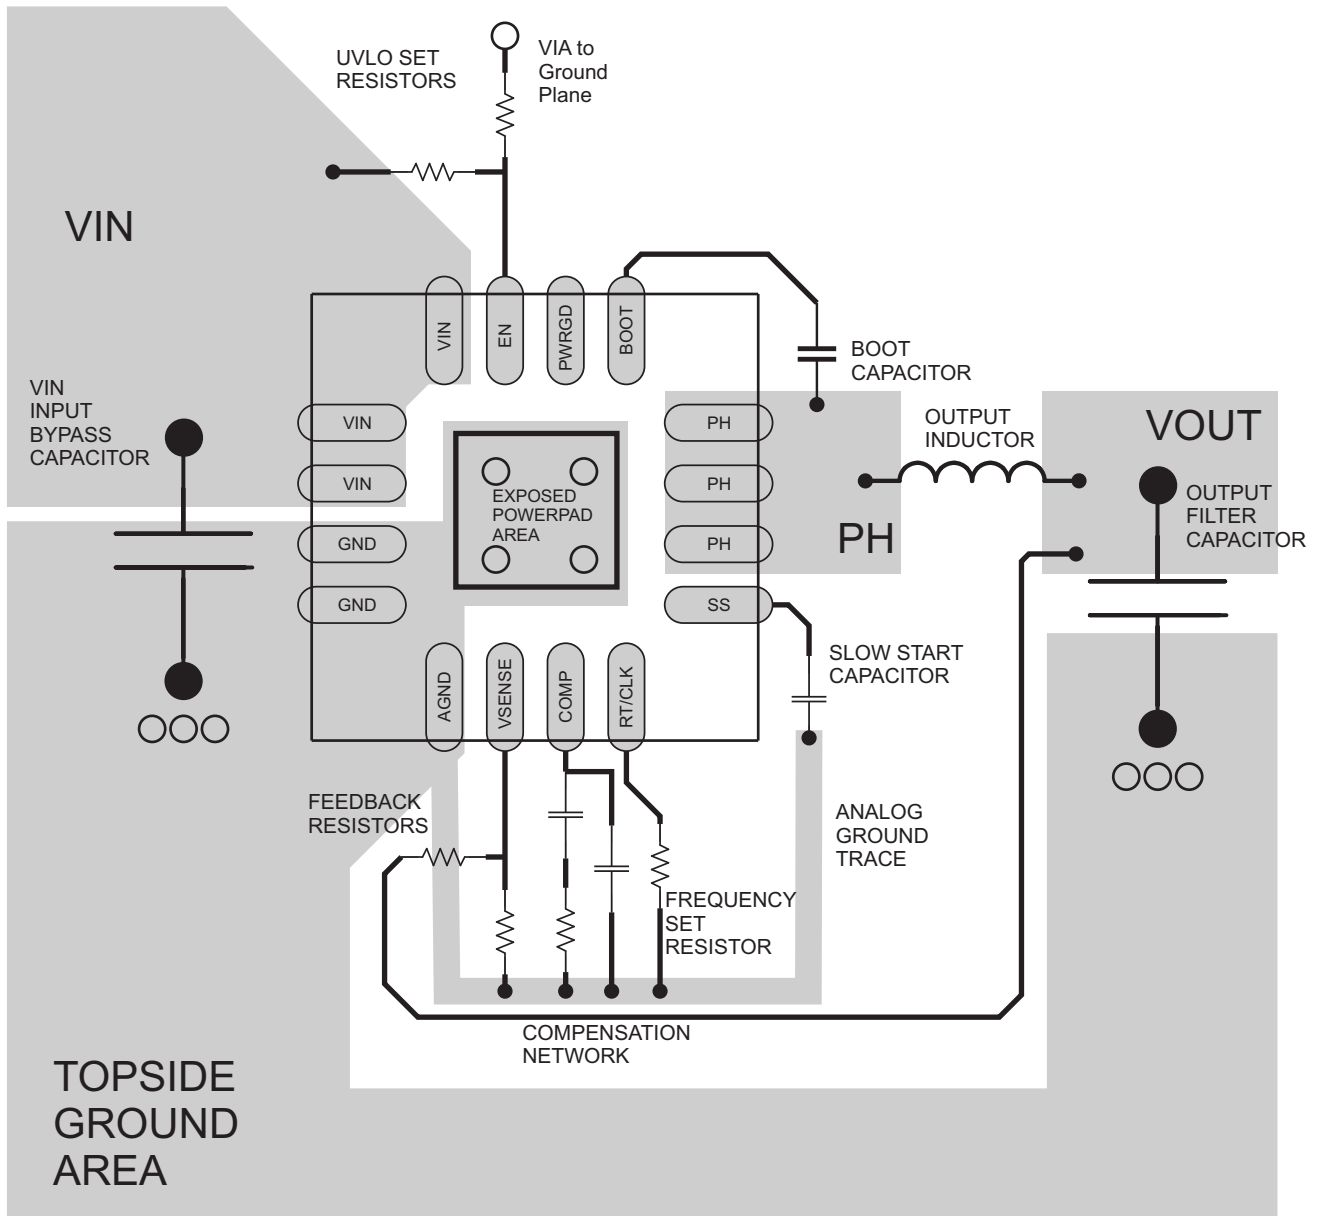 UVLO SET
RESISTORS
VIA to
Ground
Plane
VIN
VIN
EN
PWRGD
BOOT
BOOT
CAPACITOR
VIN
INPUT
BYPASS
CAPACITOR
VIN
VIN
GND
GND
EXPOSED
POWERPAD
AREA
PH
PH
PH
SS
PH
OUTPUT
INDUCTOR
VOUT
OUTPUT
FILTER
CAPACITOR
AGND
VSENSE
COMP
RT/CLK
SLOW START
CAPACITOR
FEEDBACK
RESISTORS
ANALOG
GROUND
TRACE
FREQUENCY
SET
RESISTOR
COMPENSATION
NETWORK
TOPSIDE
GROUND
AREA